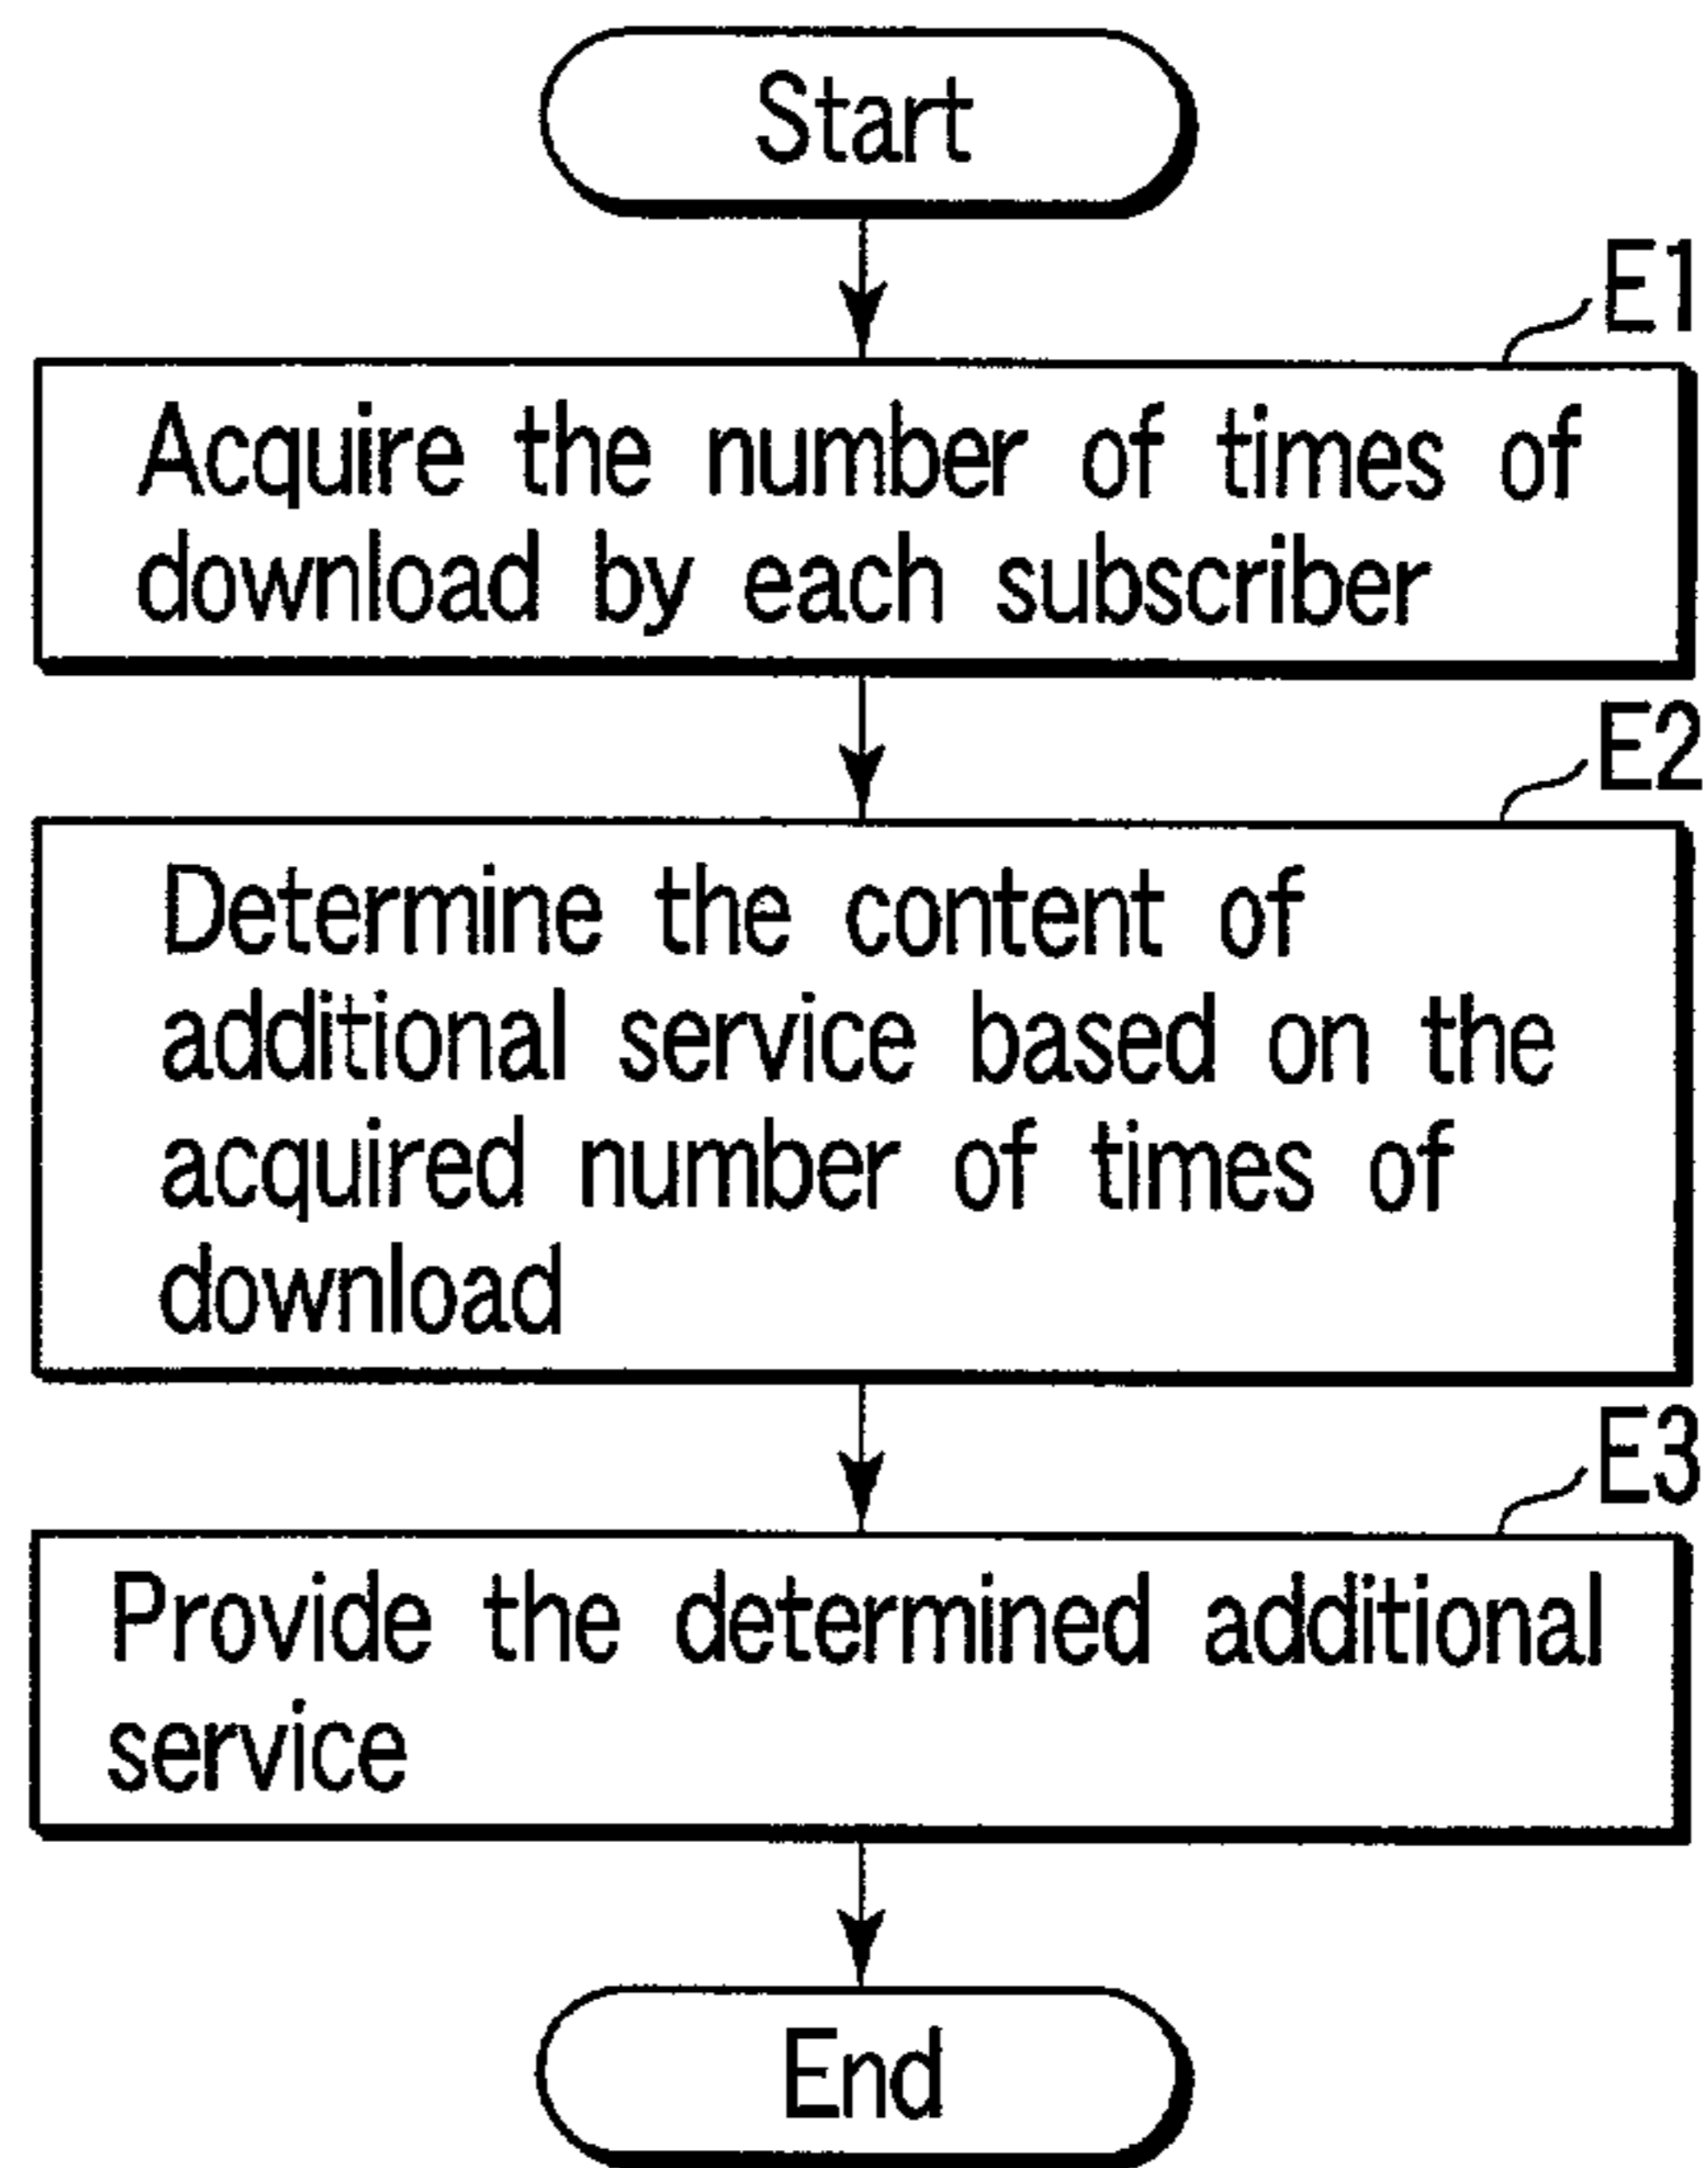 Start
E1
Acquire the number of times of
download by each subscriber
E2
Determine the content of
additional service based on the
acquired number of times of
download
E3
Provide the determined additional
service
End